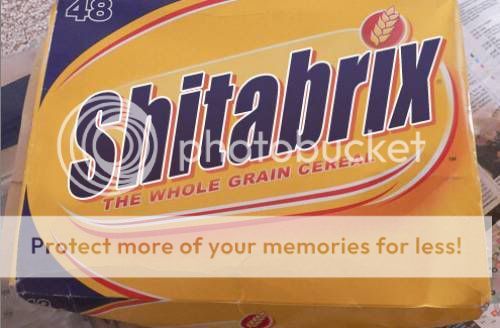 48
Shitabrix
photobucket
THE WHOLE GRAIN CEREAL
Protect more of your memories for less!